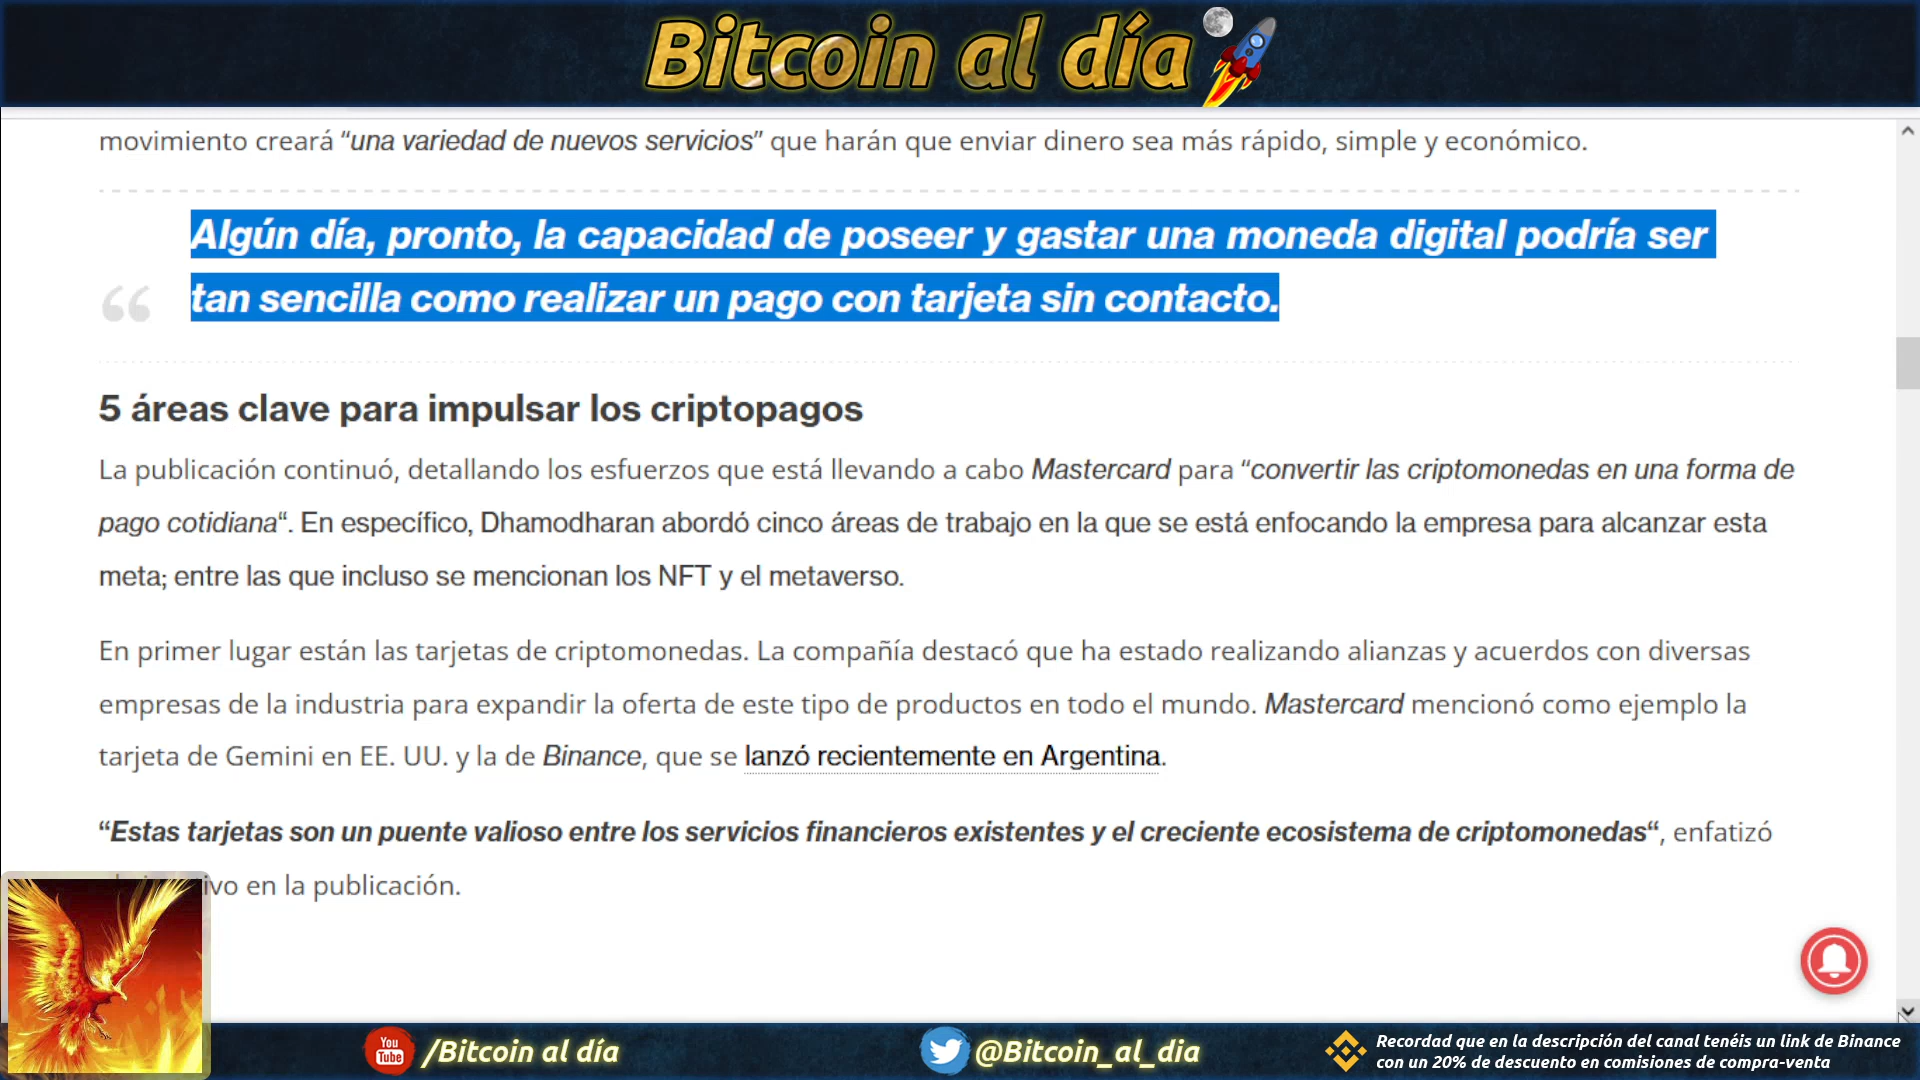 Bitcoin al día
movimiento creará “una variedad de nuevos servicios” que harán que enviar dinero sea más rápido, simple y económico.
Algún día, pronto, la capacidad de poseer y gastar una moneda digital podría ser
tan sencilla como realizar un pago con tarjeta sin contacto.
5 áreas clave para impulsar los criptopagos
La publicación continuó, detallando los esfuerzos que está llevando a cabo Mastercard para “convertir las criptomonedas en una forma de
pago cotidiana“. En específico, Dhamodharan abordó cinco áreas de trabajo en la que se está enfocando la empresa para alcanzar esta
meta; entre las que incluso se mencionan los NFT y el metaverso.
En primer lugar están las tarjetas de criptomonedas. La compañía destacó que ha estado realizando alianzas y acuerdos con diversas
empresas de la industria para expandir la oferta de este tipo de productos en todo el mundo. Mastercard mencionó como ejemplo la
tarjeta de Gemini en EE. UU. y la de Binance, que se lanzó recientemente en Argentina.
“Estas tarjetas son un puente valioso entre los servicios financieros existentes y el creciente ecosistema de criptomonedas“, enfatizó
en la publicación.
You
Tube
/Bitcoin al día
@Bitcoin_al_dia
Recordad que en la descripción del canal tenéis un link de Binance
con un 20% de descuento en comisiones de compra-venta